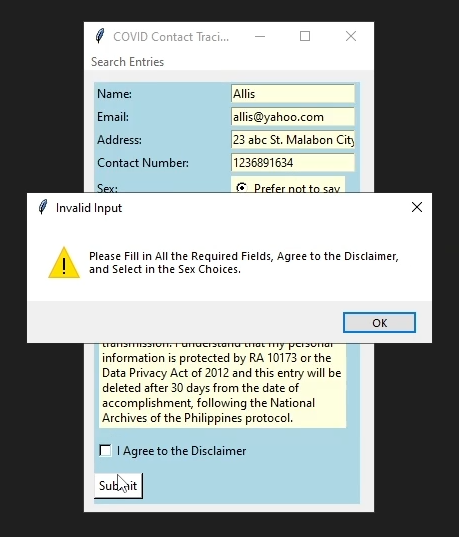 COVID Contact Traci...
Search Entries
Name: Allis
Email: allis@yahoo.com
Address: 23 abc St. Malabon City
Contact Number: 1236891634
Sex: Prefer not to say
Invalid Input
Please Fill in All the Required Fields, Agree to the Disclaimer,
and Select in the Sex Choices.
OK
transmission. I understand that my personal
information is protected by RA 10173 or the
Data Privacy Act of 2012 and this entry will be
deleted after 30 days from the date of
accomplishment, following the National
Archives of the Philippines protocol.
I Agree to the Disclaimer
Submit